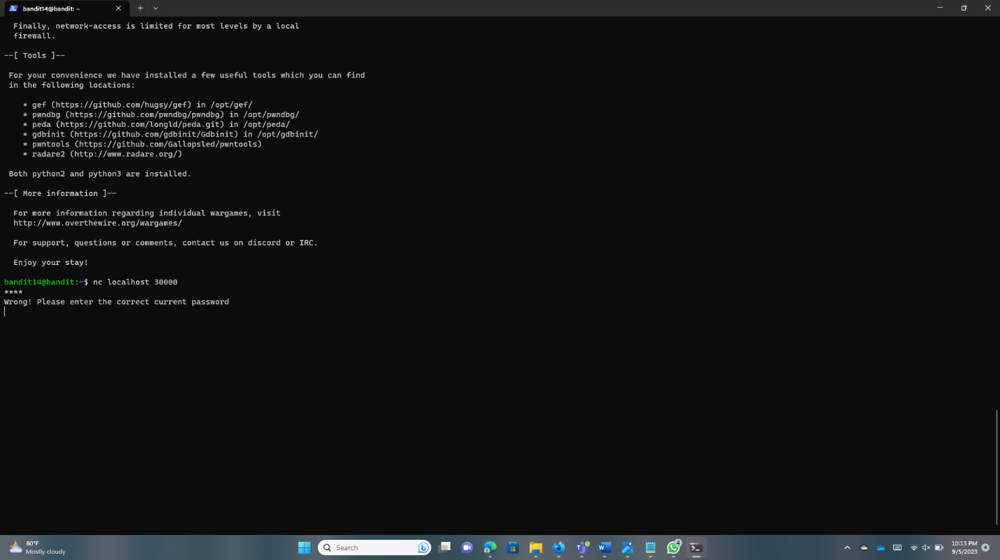 bandit14@bandit: ~
Finally, network-access is limited for most levels by a local
firewall.
--[ Tools ]--
For your convenience we have installed a few useful tools which you can find
in the following locations:
* gef (https://github.com/hugsy/gef) in /opt/gef/
* pwndbg (https://github.com/pwndbg/pwndbg) in /opt/pwndbg/
* peda (https://github.com/longld/peda.git) in /opt/peda/
* gdbinit (https://github.com/gdbinit/Gdbinit) in /opt/gdbinit/
* pwntools (https://github.com/Gallopsled/pwntools)
* radare2 (http://www.radare.org/)
Both python2 and python3 are installed.
--[ More information ]--
For more information regarding individual wargames, visit
http://www.overthewire.org/wargames/
For support, questions or comments, contact us on discord or IRC.
Enjoy your stay!
bandit14@bandit:~$ nc localhost 30000
****
Wrong! Please enter the correct current password
80°F
Mostly cloudy
Search
4
10:13 PM
9/5/2023
4